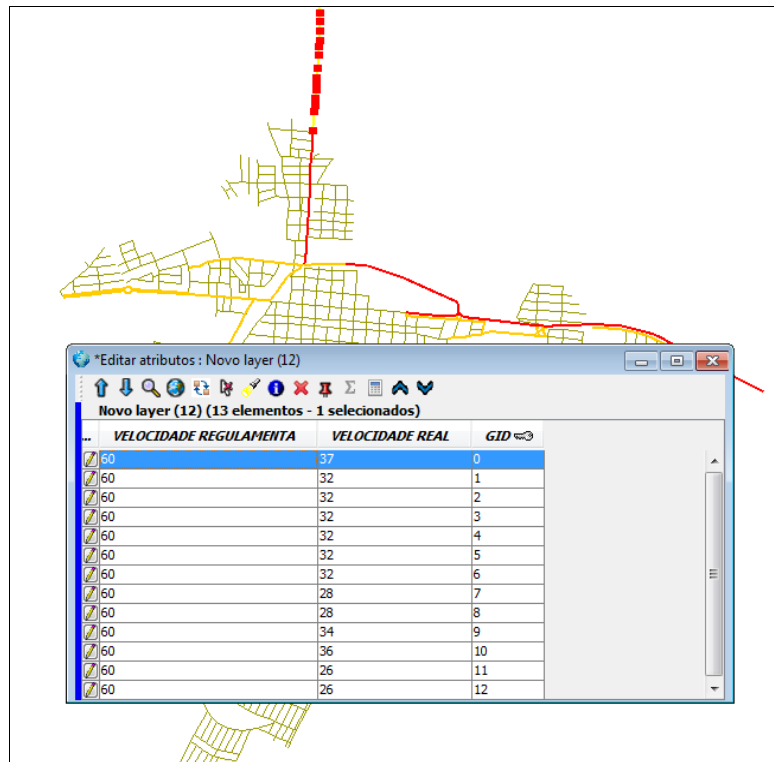 *Editar atributos : Novo layer (12)
Novo layer (12) (13 elementos - 1 selecionados)
... VELOCIDADE REGULAMENTA VELOCIDADE REAL GID
60 37 0
60 32 1
60 32 2
60 32 3
60 32 4
60 32 5
60 32 6
60 28 7
60 28 8
60 34 9
60 36 10
60 26 11
60 26 12